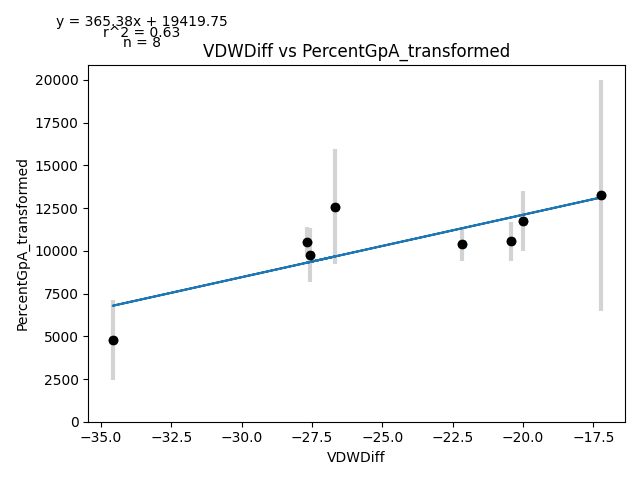 y = 365.38x + 19419.75
r^2 = 0.63
n = 8
VDWDiff vs PercentGpA_transformed
PercentGpA_transformed
20000
17500
15000
12500
10000
7500
5000
2500
0
−35.0 −32.5 −30.0 −27.5 −25.0 −22.5 −20.0 −17.5
VDWDiff